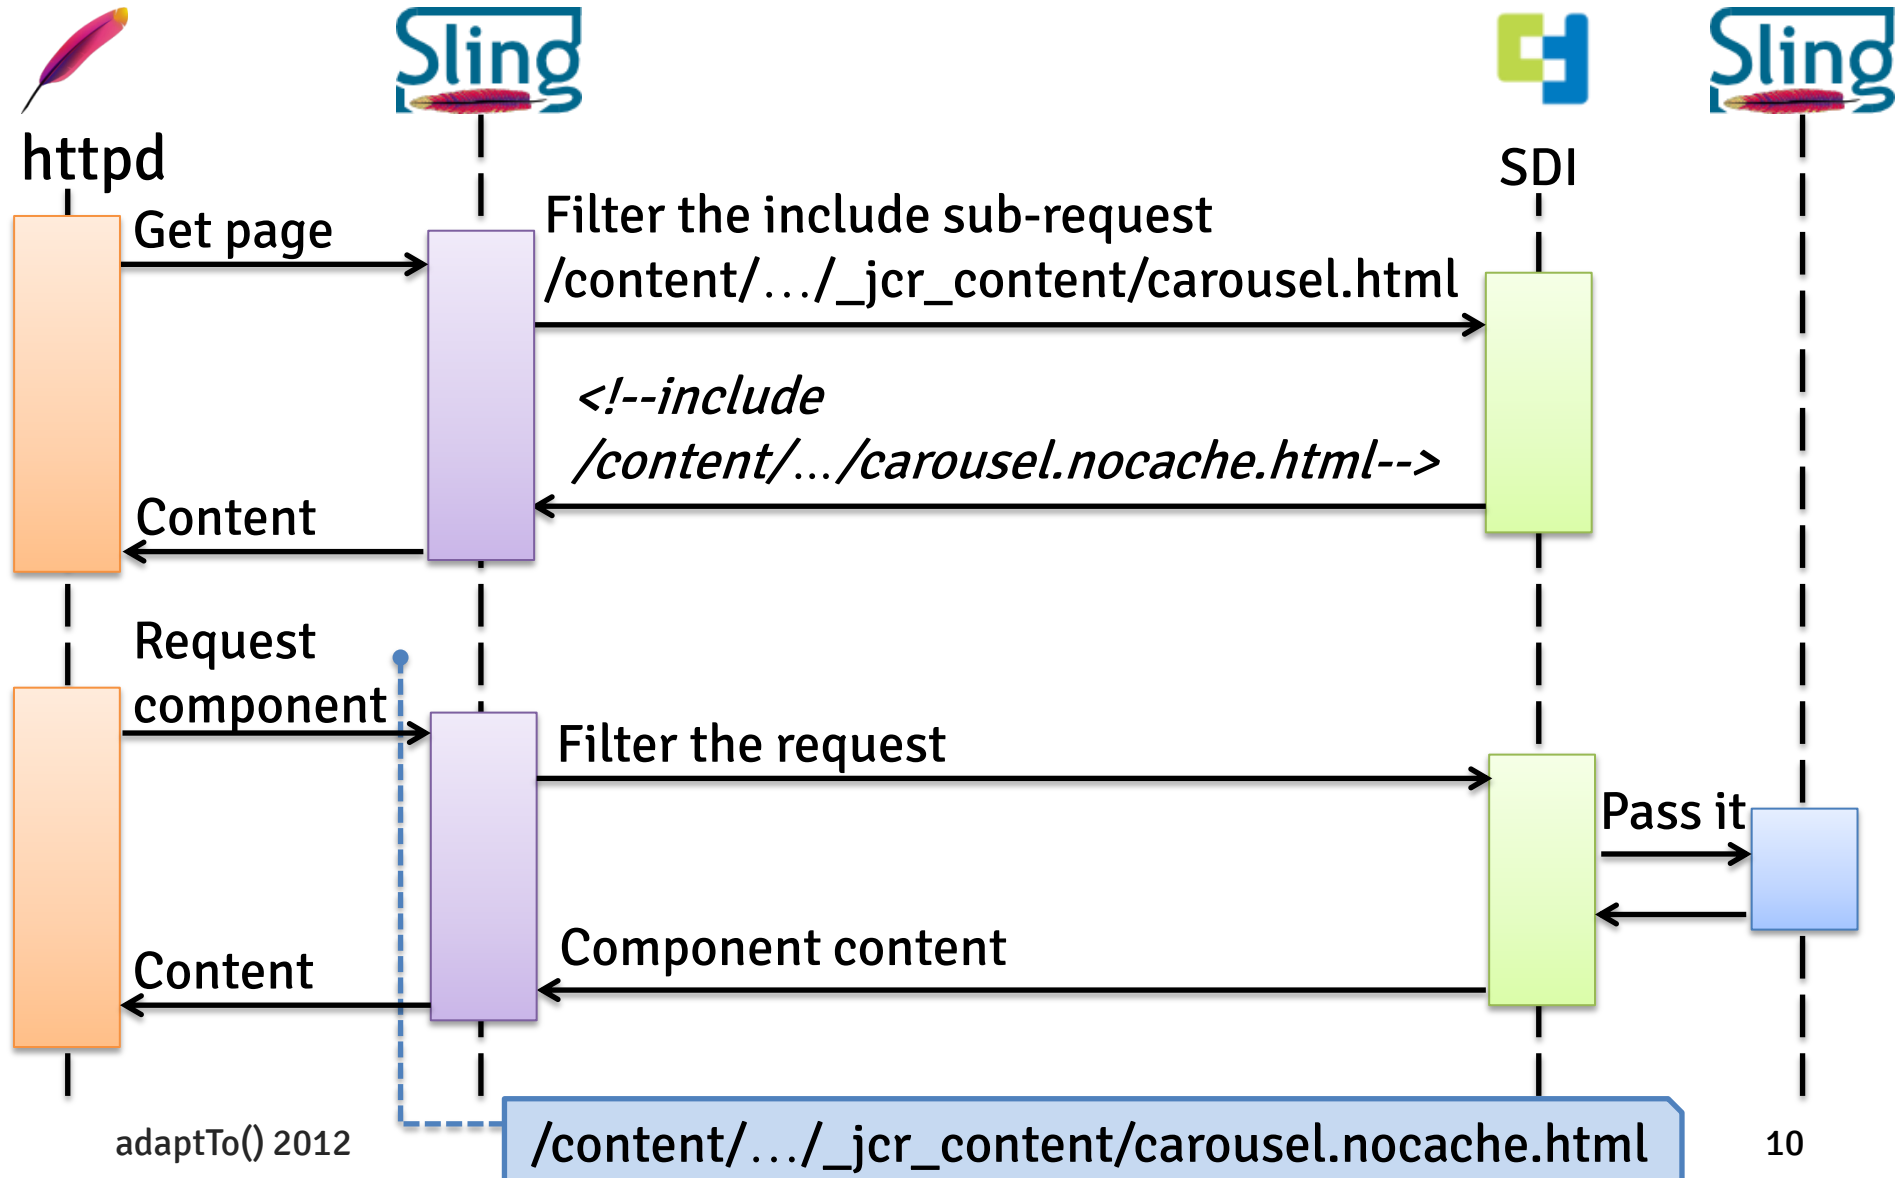 Sling
Sling
httpd
SDI
Get page
Filter the include sub-request
/content/.../_jcr_content/carousel.html
<!--include
/content/.../carousel.nocache.html-->
Content
Request
component
Filter the request
Pass it
Component content
Content
/content/.../_jcr_content/carousel.nocache.html
adaptTo() 2012
10